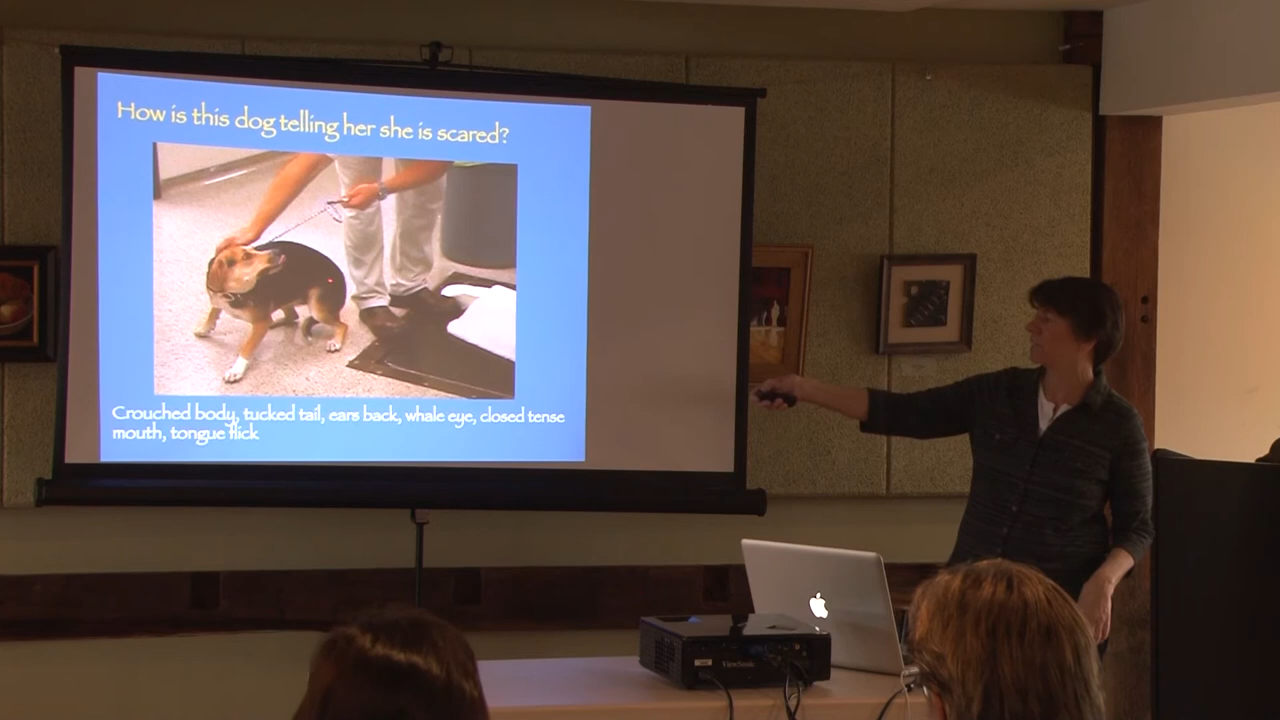 How is this dog telling her she is scared?
Crouched body, tucked tail, ears back, whale eye, closed tense
mouth, tongue flick
ViewSonic